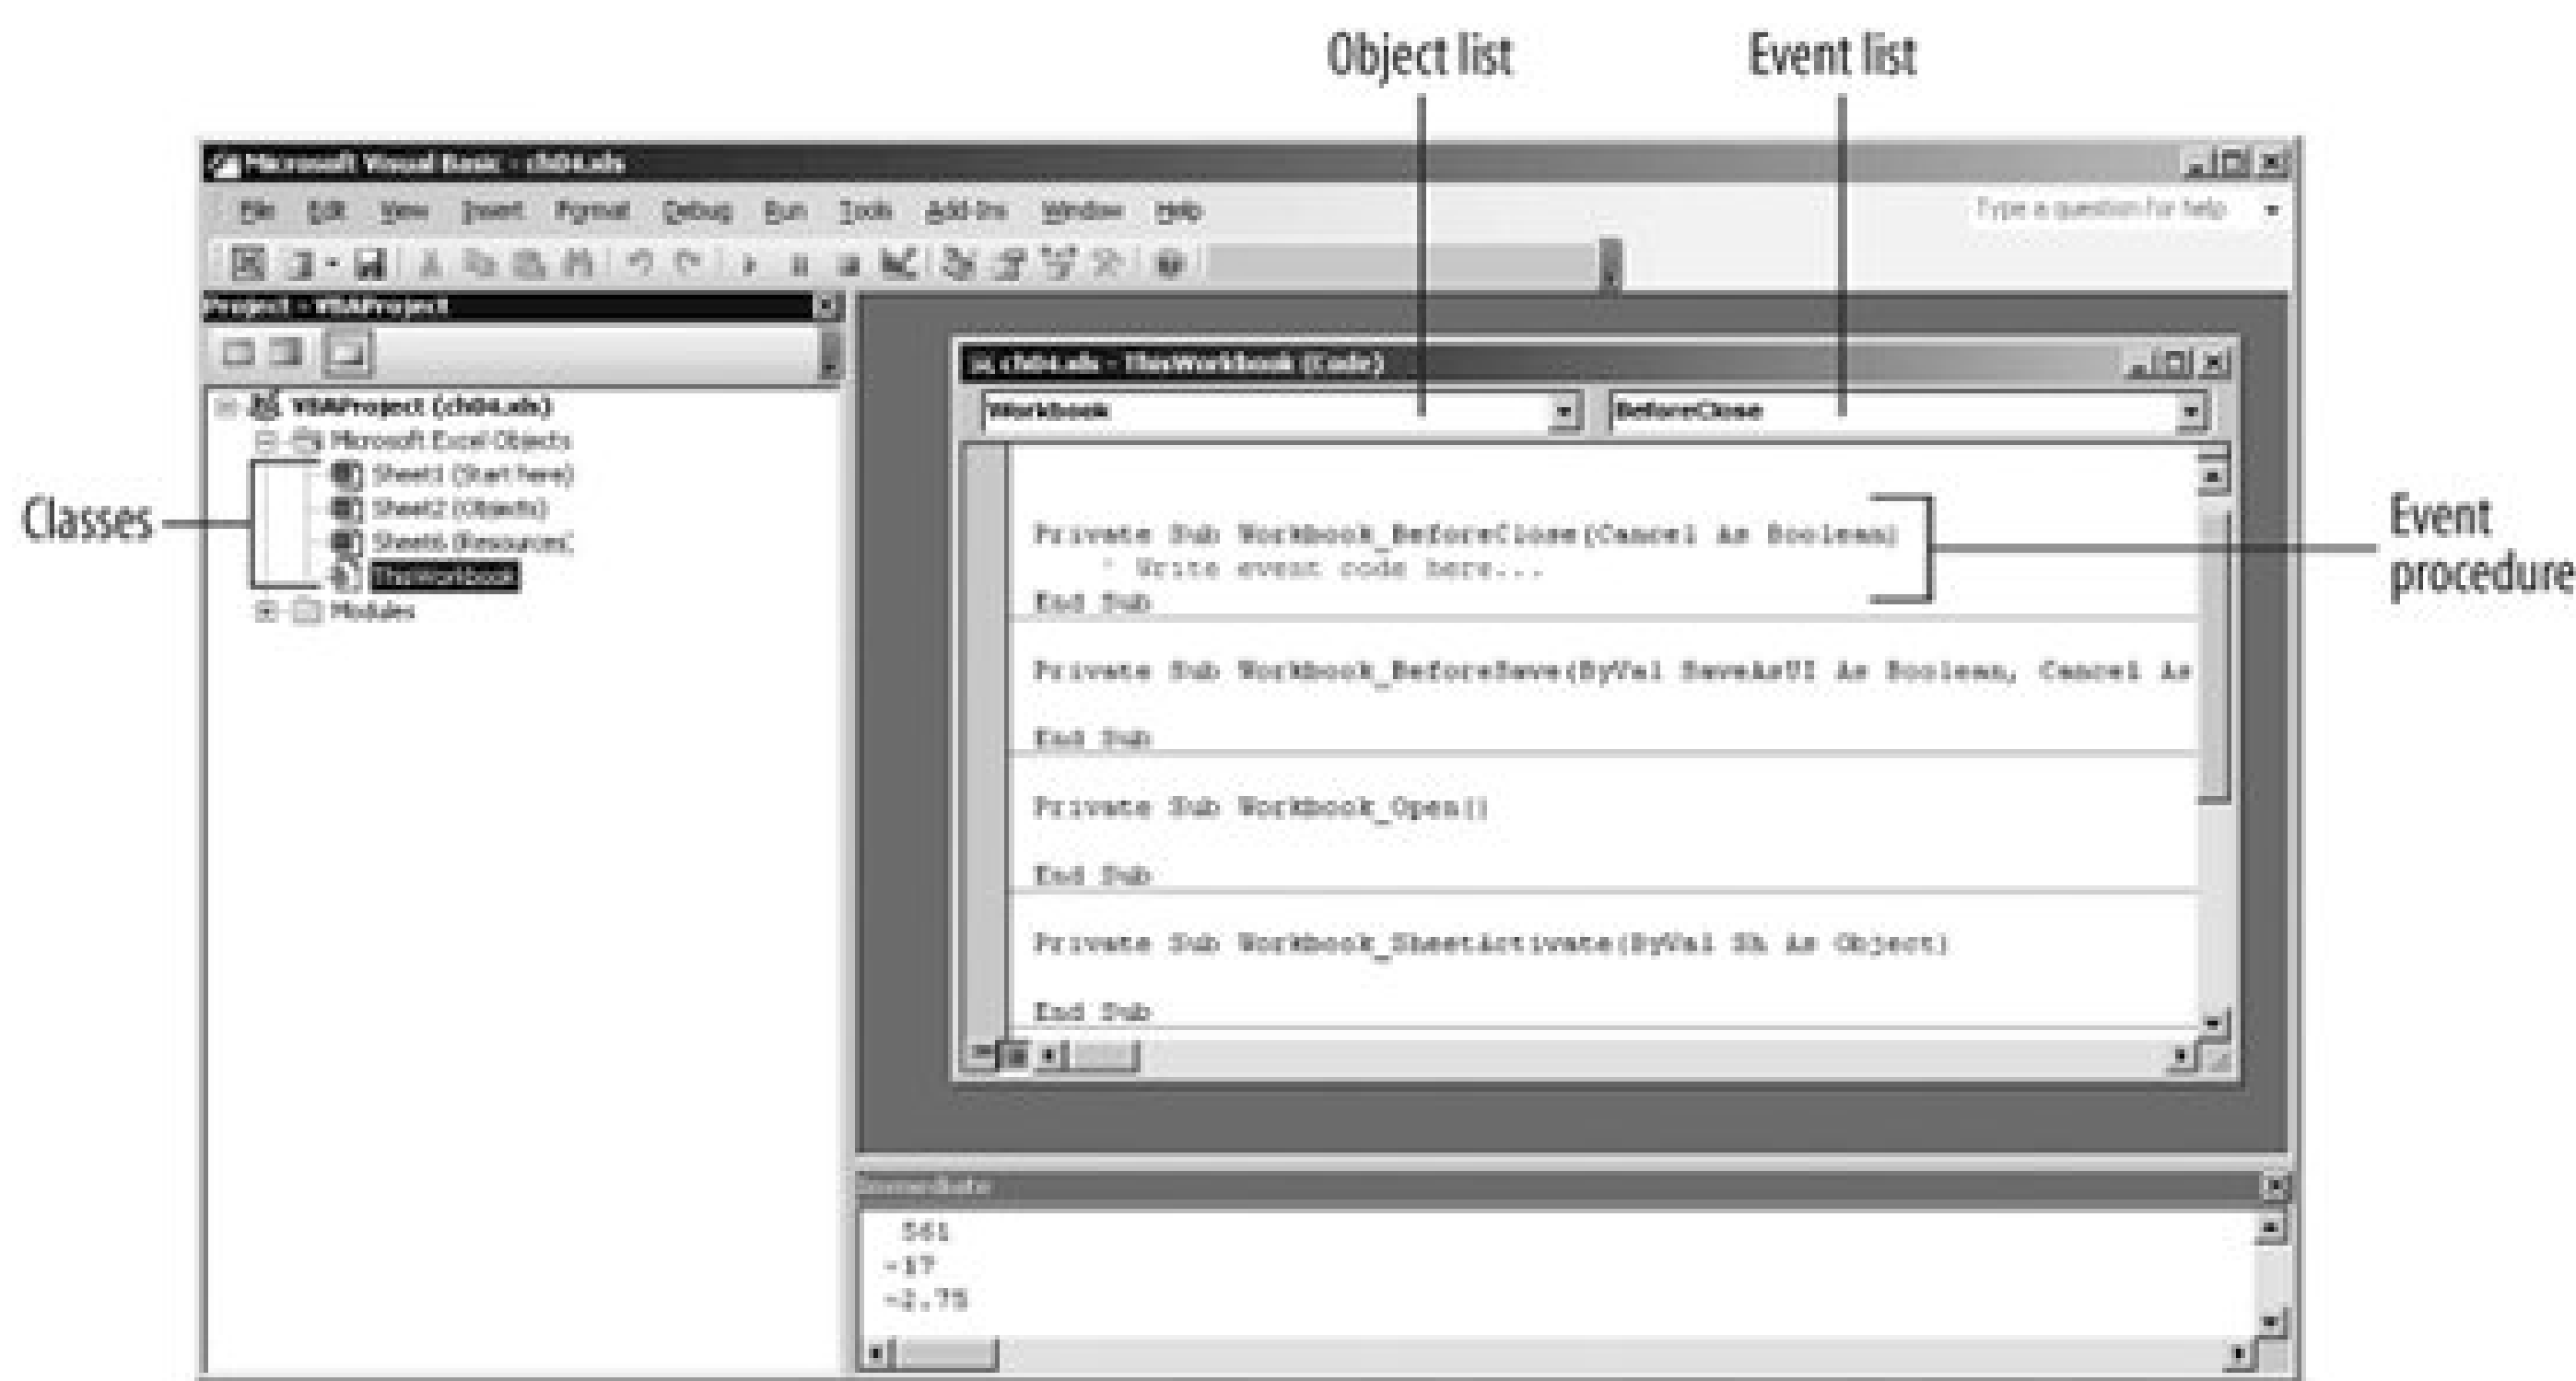 Object list
Event list
Microsoft Visual Basic - ch04.xls
File Edit View Insert Format Debug Run Tools Add-Ins Window Help
Type a question for help
Project - VBAProject
VBAProject (ch04.xls)
Microsoft Excel Objects
Sheet1 (Start here)
Sheet2 (Objects)
Sheet6 (Resources)
ThisWorkbook
Modules
Classes
ch04.xls - ThisWorkbook (Code)
Workbook
BeforeClose
Private Sub Workbook_BeforeClose(Cancel As Boolean)
' Write event code here...
End Sub
Private Sub Workbook_BeforeSave(ByVal SaveAsUI As Boolean, Cancel As
End Sub
Private Sub Workbook_Open()
End Sub
Private Sub Workbook_SheetActivate(ByVal Sh As Object)
End Sub
Event
procedure
Immediate
561
-17
-2.75